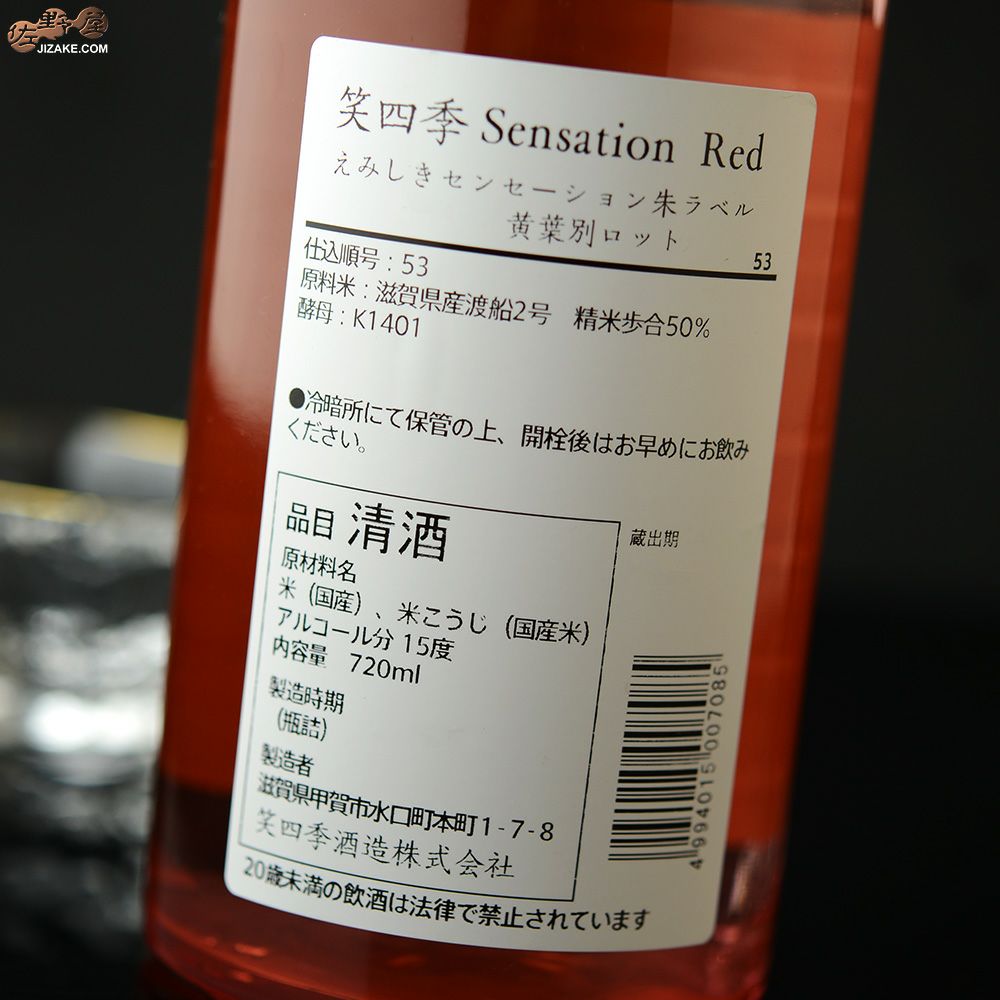 佐野屋
JIZAKE.COM
笑四季 Sensation Red
えみしきセンセーション朱ラベル
黄葉別ロット
53
仕込順号：53
原料米：滋賀県産渡船2号　精米歩合50%
酵母：K1401
●冷暗所にて保管の上、開栓後はお早めにお飲み
ください。
品目 清酒
原材料名
米（国産）、米こうじ（国産米）
アルコール分 15度
内容量　720ml
製造時期
（瓶詰）
製造者
滋賀県甲賀市水口町本町1-7-8
笑四季酒造株式会社
蔵出期
4994015007085
20歳未満の飲酒は法律で禁止されています